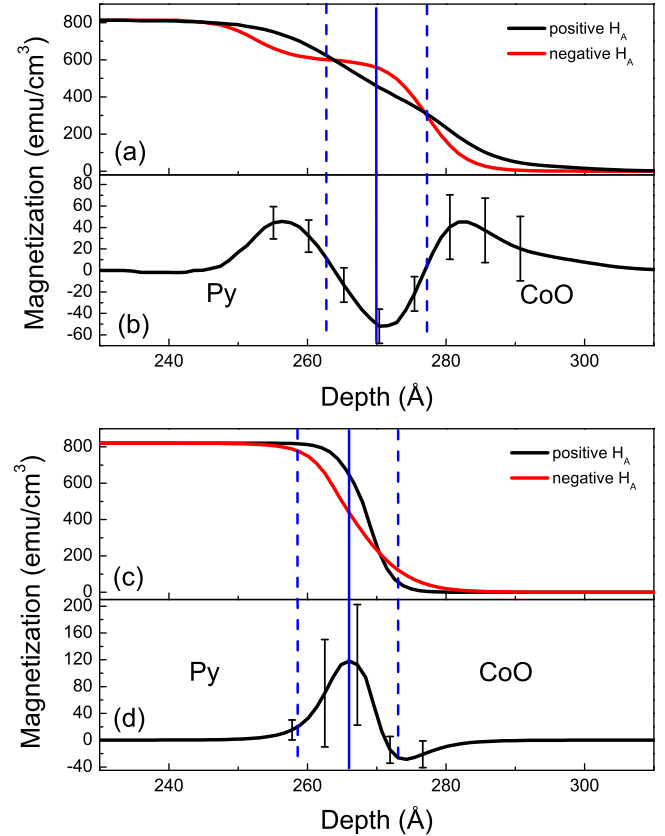 800
600
400
200
0
positive H_A
negative H_A
(a)
80
60
40
20
0
-20
-40
-60
Py
CoO
(b)
Magnetization (emu/cm³)
240
260
280
300
Depth (Å)
800
600
400
200
0
positive H_A
negative H_A
(c)
200
160
120
80
40
0
-40
Py
CoO
(d)
Magnetization (emu/cm³)
240
260
280
300
Depth (Å)